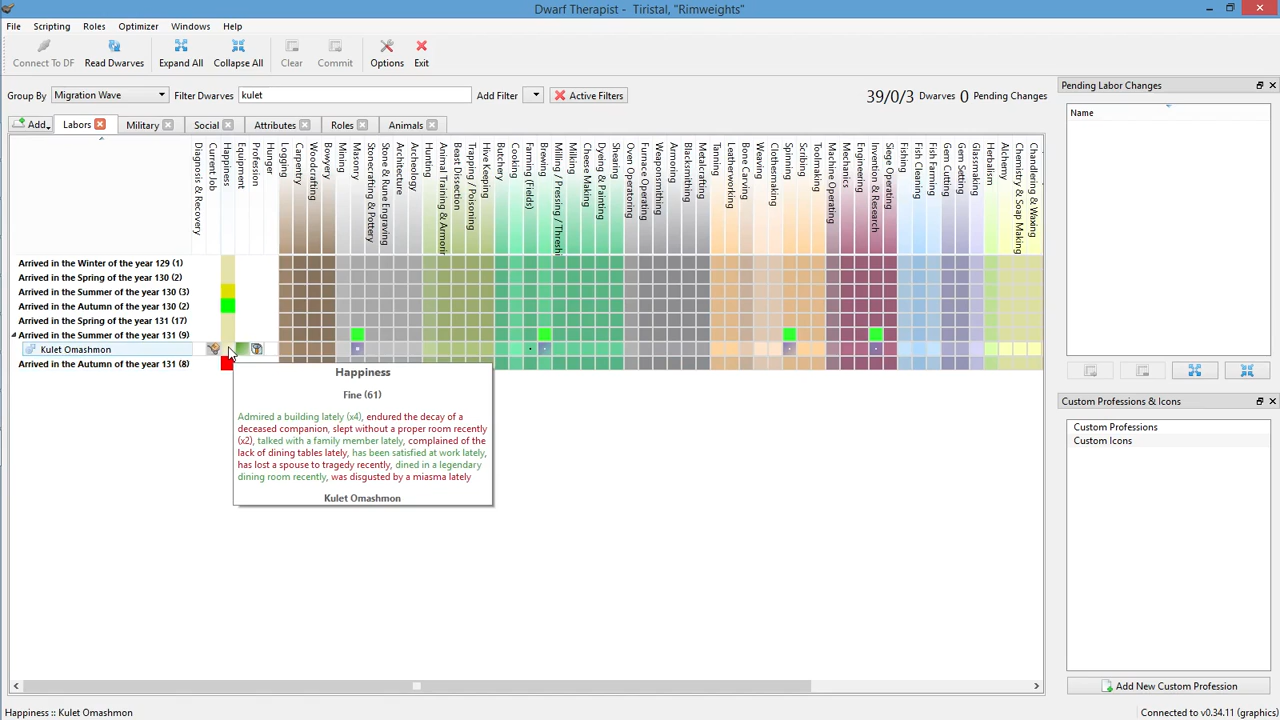 Dwarf Therapist - Tiristal, "Rimweights"
File Scripting Roles Optimizer Windows Help
Connect To DF Read Dwarves Expand All Collapse All Clear Commit Options Exit
Group By Migration Wave Filter Dwarves kulet Add Filter Active Filters 39/0/3 Dwarves 0 Pending Changes
Add... Labors Military Social Attributes Roles Animals
Diagnosis & Recovery
Current Job
Happiness
Equipment
Profession
Hunger
Logging
Carpentry
Woodcrafting
Bowyery
Mining
Masonry
Stonecrafting & Pottery
Stone & Rune Engraving
Architecture
Archeology
Hunting
Animal Training & Armorin
Beast Dissection
Trapping / Poisoning
Hive Keeping
Butchery
Cooking
Farming (Fields)
Brewing
Milling / Pressing / Threshi
Milking
Cheese Making
Dyeing & Painting
Shearing
Oven Operatoring
Furnace Operating
Weaponsmithing
Armoring
Blacksmithing
Metalcrafting
Tanning
Leatherworking
Bone Carving
Weaving
Clothesmaking
Spinning
Scribing
Toolmaking
Machine Operating
Mechanics
Engineering
Invention & Research
Siege Operating
Fishing
Fish Cleaning
Fish Farming
Gem Cutting
Gem Setting
Glassmaking
Herbalism
Alchemy
Chemistry & Soap Making
Chandlering & Waxing
Arrived in the Winter of the year 129 (1)
Arrived in the Spring of the year 130 (2)
Arrived in the Summer of the year 130 (3)
Arrived in the Autumn of the year 130 (2)
Arrived in the Spring of the year 131 (17)
Arrived in the Summer of the year 131 (9)
Kulet Omashmon
Arrived in the Autumn of the year 131 (8)
Happiness
Fine (61)
Admired a building lately (x4), endured the decay of a
deceased companion, slept without a proper room recently
(x2), talked with a family member lately, complained of the
lack of dining tables lately, has been satisfied at work lately,
has lost a spouse to tragedy recently, dined in a legendary
dining room recently, was disgusted by a miasma lately
Kulet Omashmon
Pending Labor Changes
Name
Custom Professions & Icons
Custom Professions
Custom Icons
Add New Custom Profession
Happiness :: Kulet Omashmon
Connected to v0.34.11 (graphics)